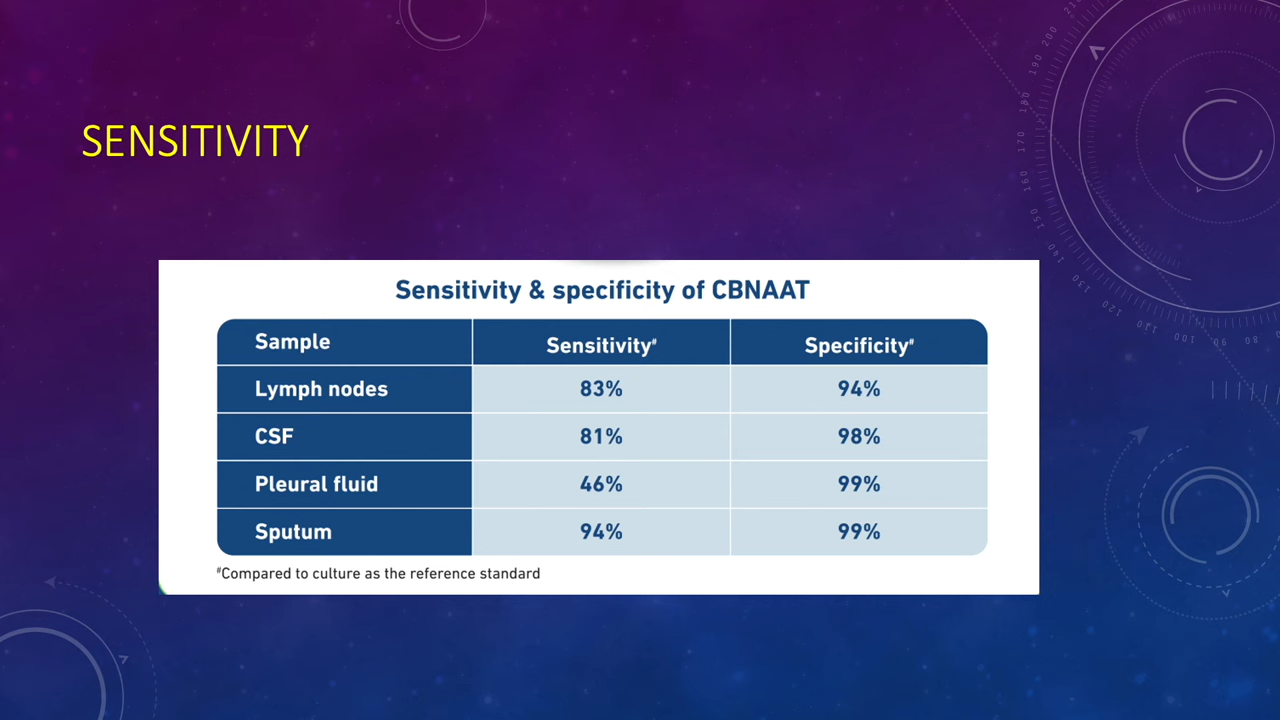 SENSITIVITY
Sensitivity & specificity of CBNAAT
Sample Sensitivity# Specificity#
Lymph nodes 83% 94%
CSF 81% 98%
Pleural fluid 46% 99%
Sputum 94% 99%
#Compared to culture as the reference standard